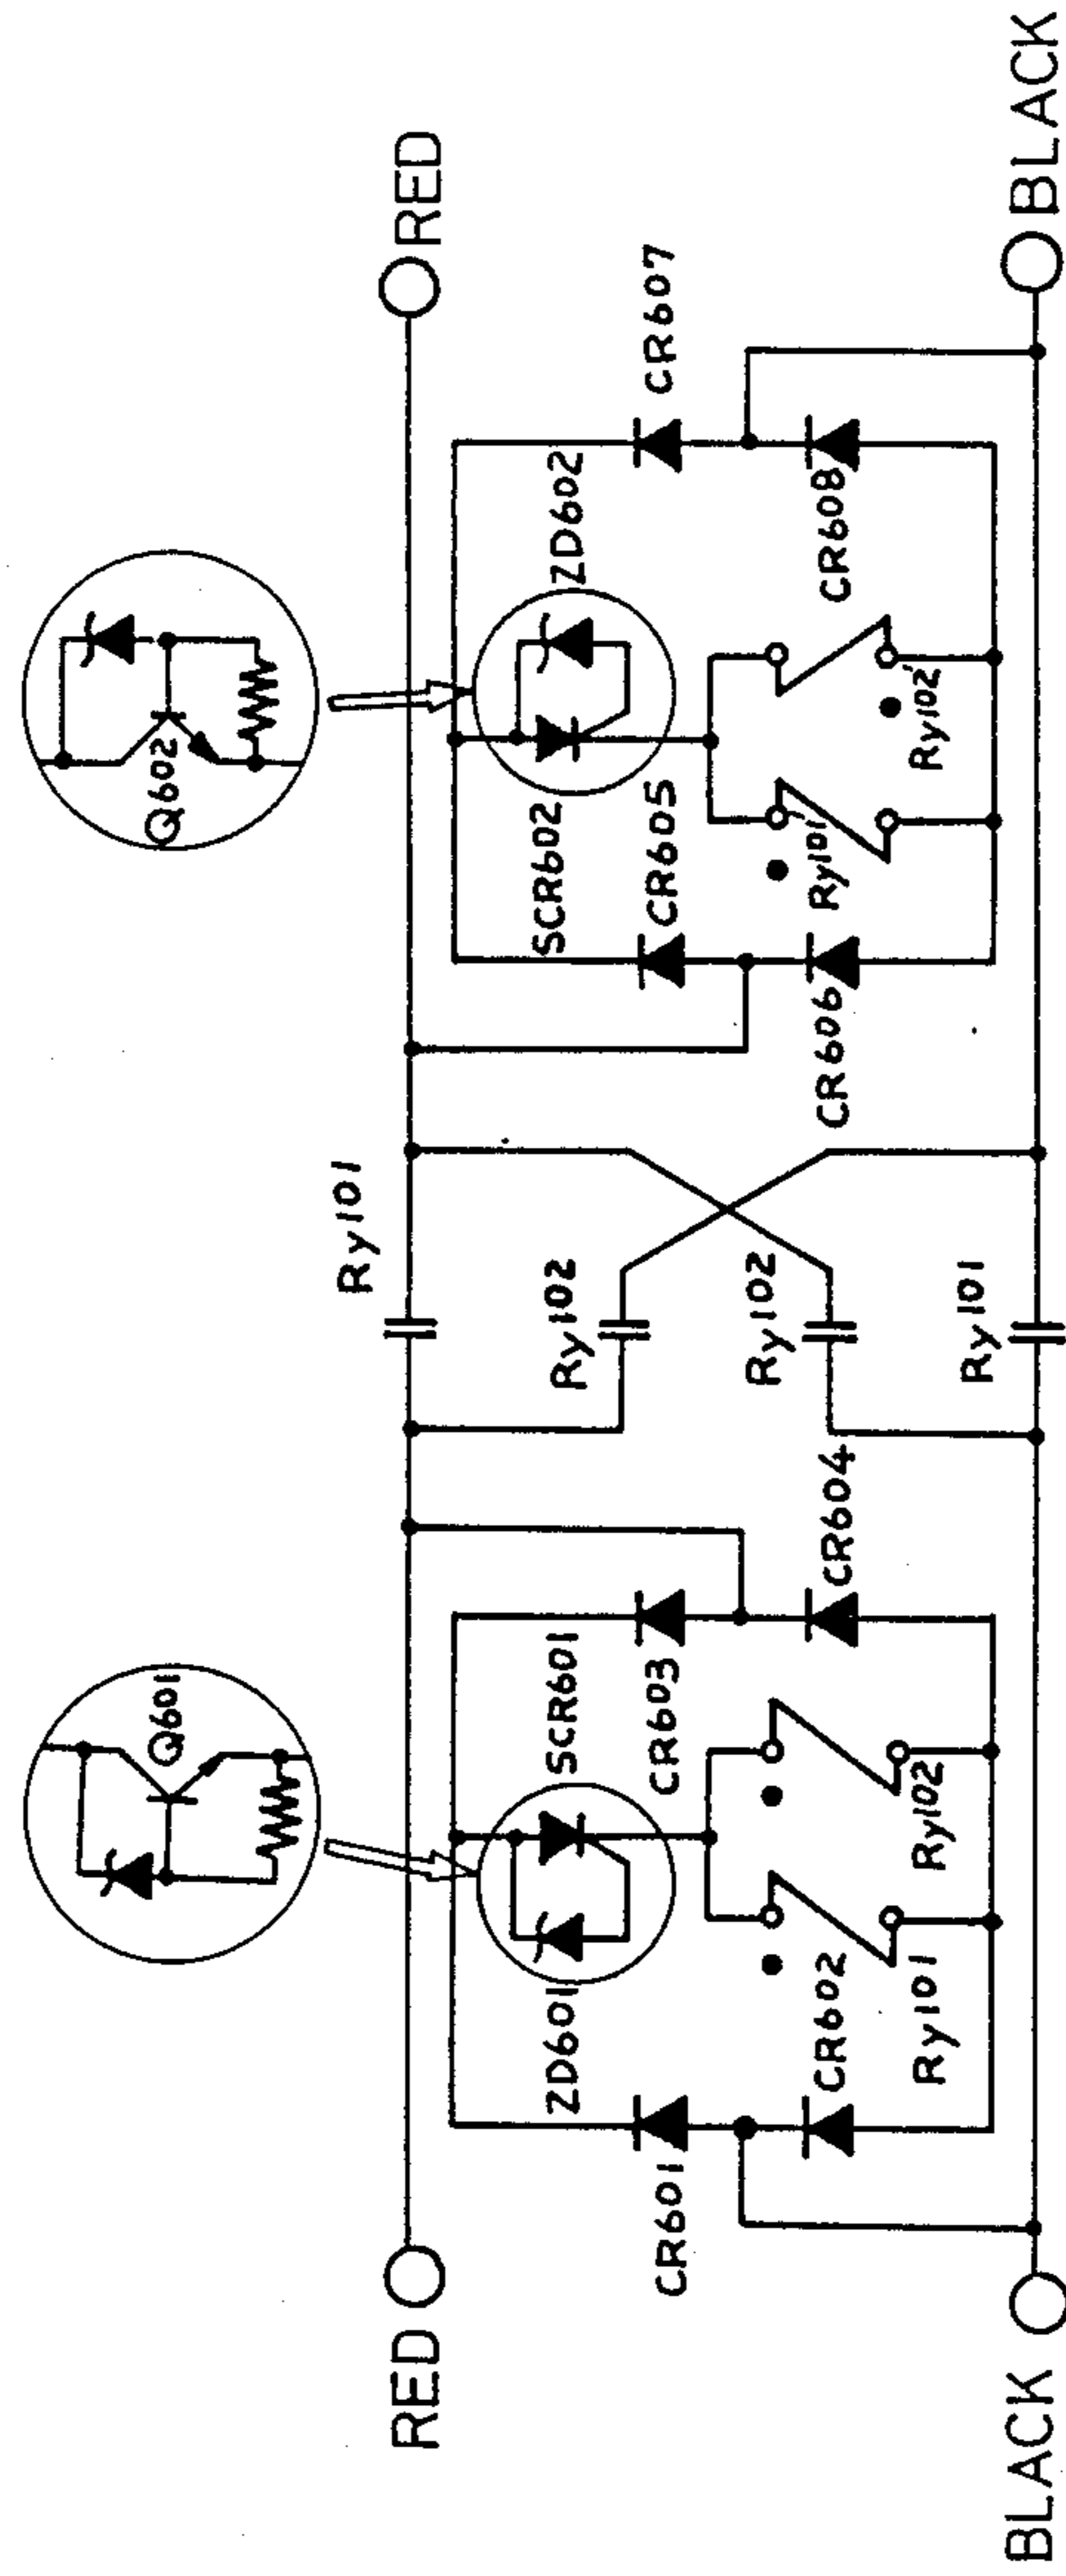 Q601
Q602
RED
RED
Ry101
ZD601
SCR601
SCR602
ZD602
CR601
CR603
Ry102
CR605
CR607
CR602
CR604
Ry102
CR606
Ry101'
CR608
Ry101
Ry102
Ry102'
Ry101
BLACK
BLACK